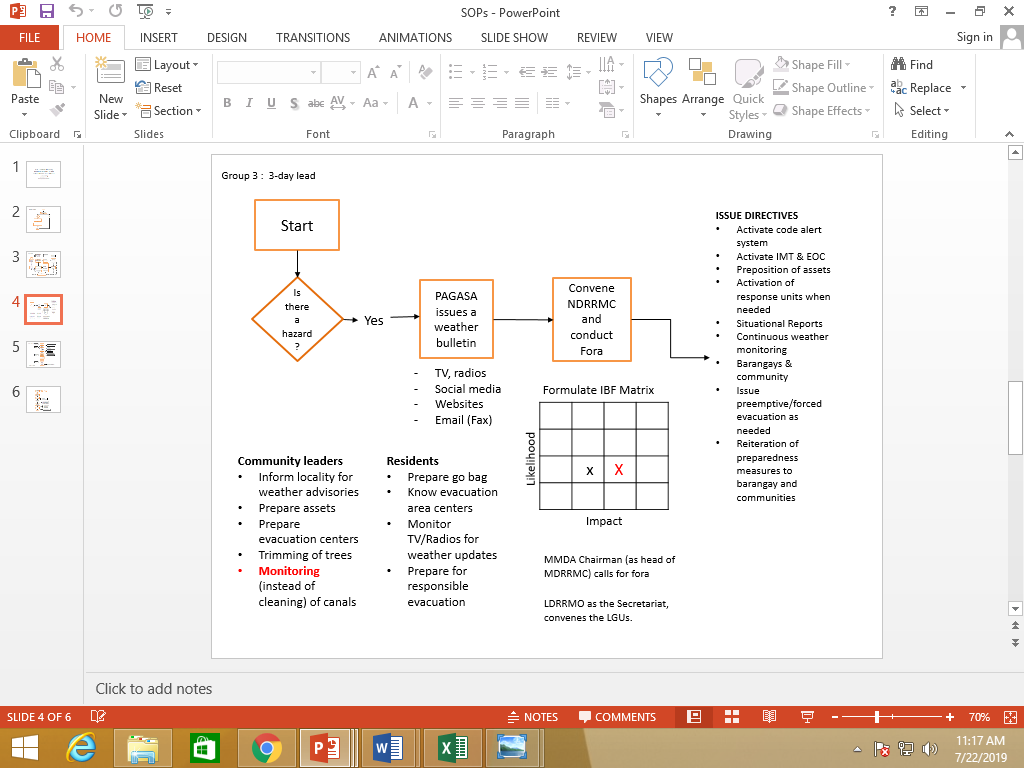 SOPs - PowerPoint
FILE
HOME
INSERT
DESIGN
TRANSITIONS
ANIMATIONS
SLIDE SHOW
REVIEW
VIEW
Sign in
Paste
New
Slide
Layout
Reset
Section
B I U S abc AV Aa A
Shapes
Arrange
Quick
Styles
Shape Fill
Shape Outline
Shape Effects
Find
Replace
Select
Clipboard
Slides
Font
Paragraph
Drawing
Editing
1
2
3
4
5
6
Group 3 : 3-day lead
Start
Is
there
a
hazard
?
Yes
PAGASA
issues a
weather
bulletin
- TV, radios
- Social media
- Websites
- Email (Fax)
Convene
NDRRMC
and
conduct
Fora
ISSUE DIRECTIVES
• Activate code alert
system
• Activate IMT & EOC
• Preposition of assets
• Activation of
response units when
needed
• Situational Reports
• Continuous weather
monitoring
• Barangays &
community
• Issue
preemptive/forced
evacuation as
needed
• Reiteration of
preparedness
measures to
barangay and
communities
Formulate IBF Matrix
Likelihood
x X
Impact
Community leaders
• Inform locality for
weather advisories
• Prepare assets
• Prepare
evacuation centers
• Trimming of trees
• Monitoring
(instead of
cleaning) of canals
Residents
• Prepare go bag
• Know evacuation
area centers
• Monitor
TV/Radios for
weather updates
• Prepare for
responsible
evacuation
MMDA Chairman (as head of
MDRRMC) calls for fora
LDRRMO as the Secretariat,
convenes the LGUs.
Click to add notes
SLIDE 4 OF 6
NOTES
COMMENTS
70%
11:17 AM
7/22/2019